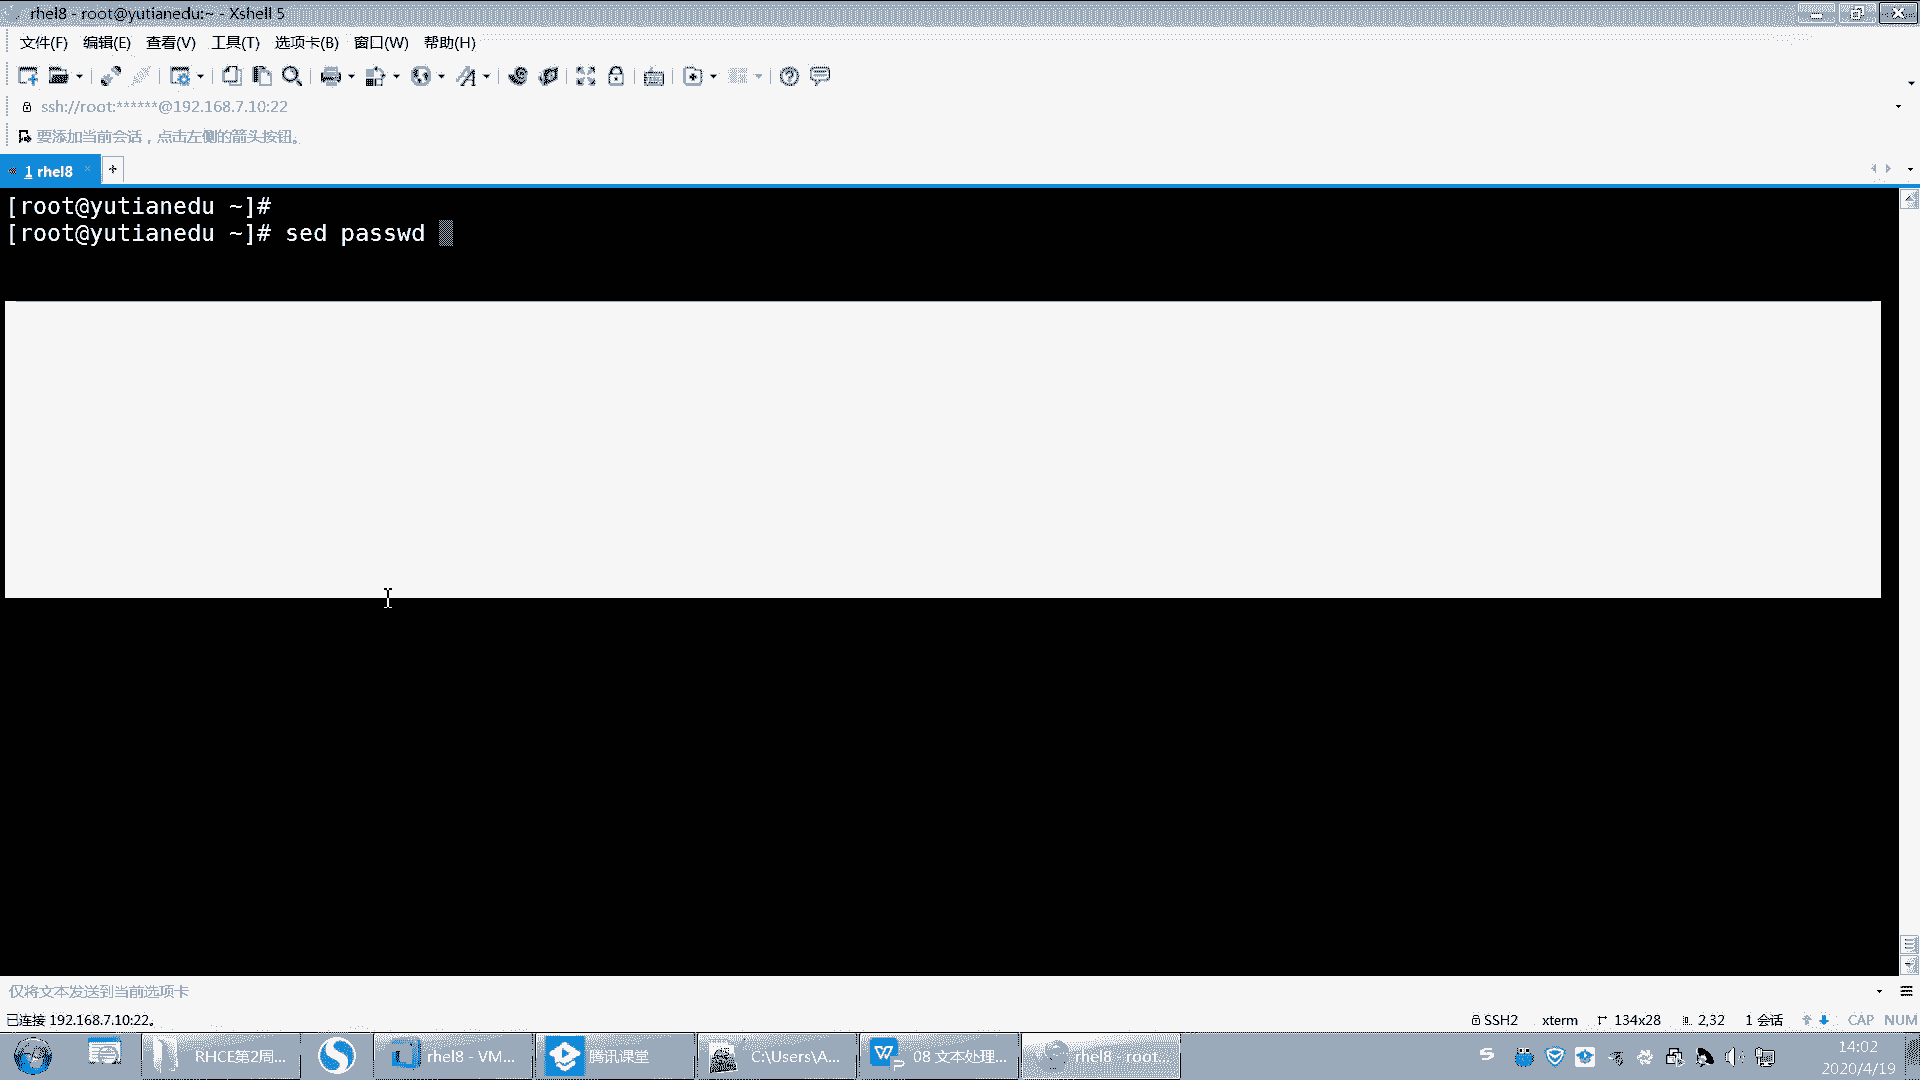 rhel8 - root@yutianedu:~ - Xshell 5
文件(F) 编辑(E) 查看(V) 工具(T) 选项卡(B) 窗口(W) 帮助(H)
ssh://root:******@192.168.7.10:22
要添加当前会话，点击左侧的箭头按钮。
1 rhel8
[root@yutianedu ~]#
[root@yutianedu ~]# sed passwd
仅将文本发送到当前选项卡
已连接 192.168.7.10:22。 SSH2 xterm 134x28 2,32 1 会话 CAP NUM
RHCE第2周... rhel8 - VM... 腾讯课堂 C:\Users\A... 08 文本处理... rhel8 - root... 14:02
2020/4/19